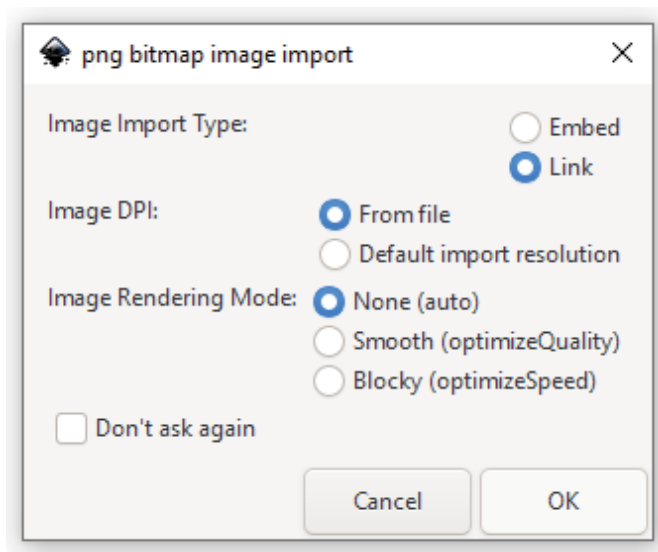 png bitmap image import
Image Import Type:
Embed
Link
Image DPI:
From file
Default import resolution
Image Rendering Mode:
None (auto)
Smooth (optimizeQuality)
Blocky (optimizeSpeed)
Don't ask again
Cancel
OK